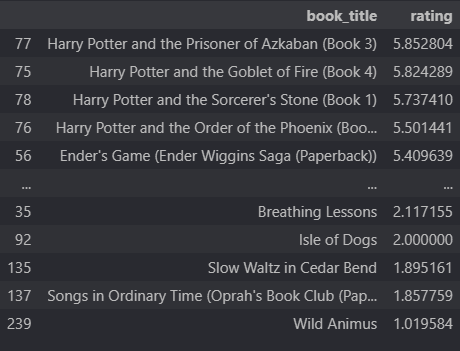 book_title rating
77 Harry Potter and the Prisoner of Azkaban (Book 3) 5.852804
75 Harry Potter and the Goblet of Fire (Book 4) 5.824289
78 Harry Potter and the Sorcerer's Stone (Book 1) 5.737410
76 Harry Potter and the Order of the Phoenix (Boo... 5.501441
56 Ender's Game (Ender Wiggins Saga (Paperback)) 5.409639
... ... ...
35 Breathing Lessons 2.117155
92 Isle of Dogs 2.000000
135 Slow Waltz in Cedar Bend 1.895161
137 Songs in Ordinary Time (Oprah's Book Club (Pap... 1.857759
239 Wild Animus 1.019584